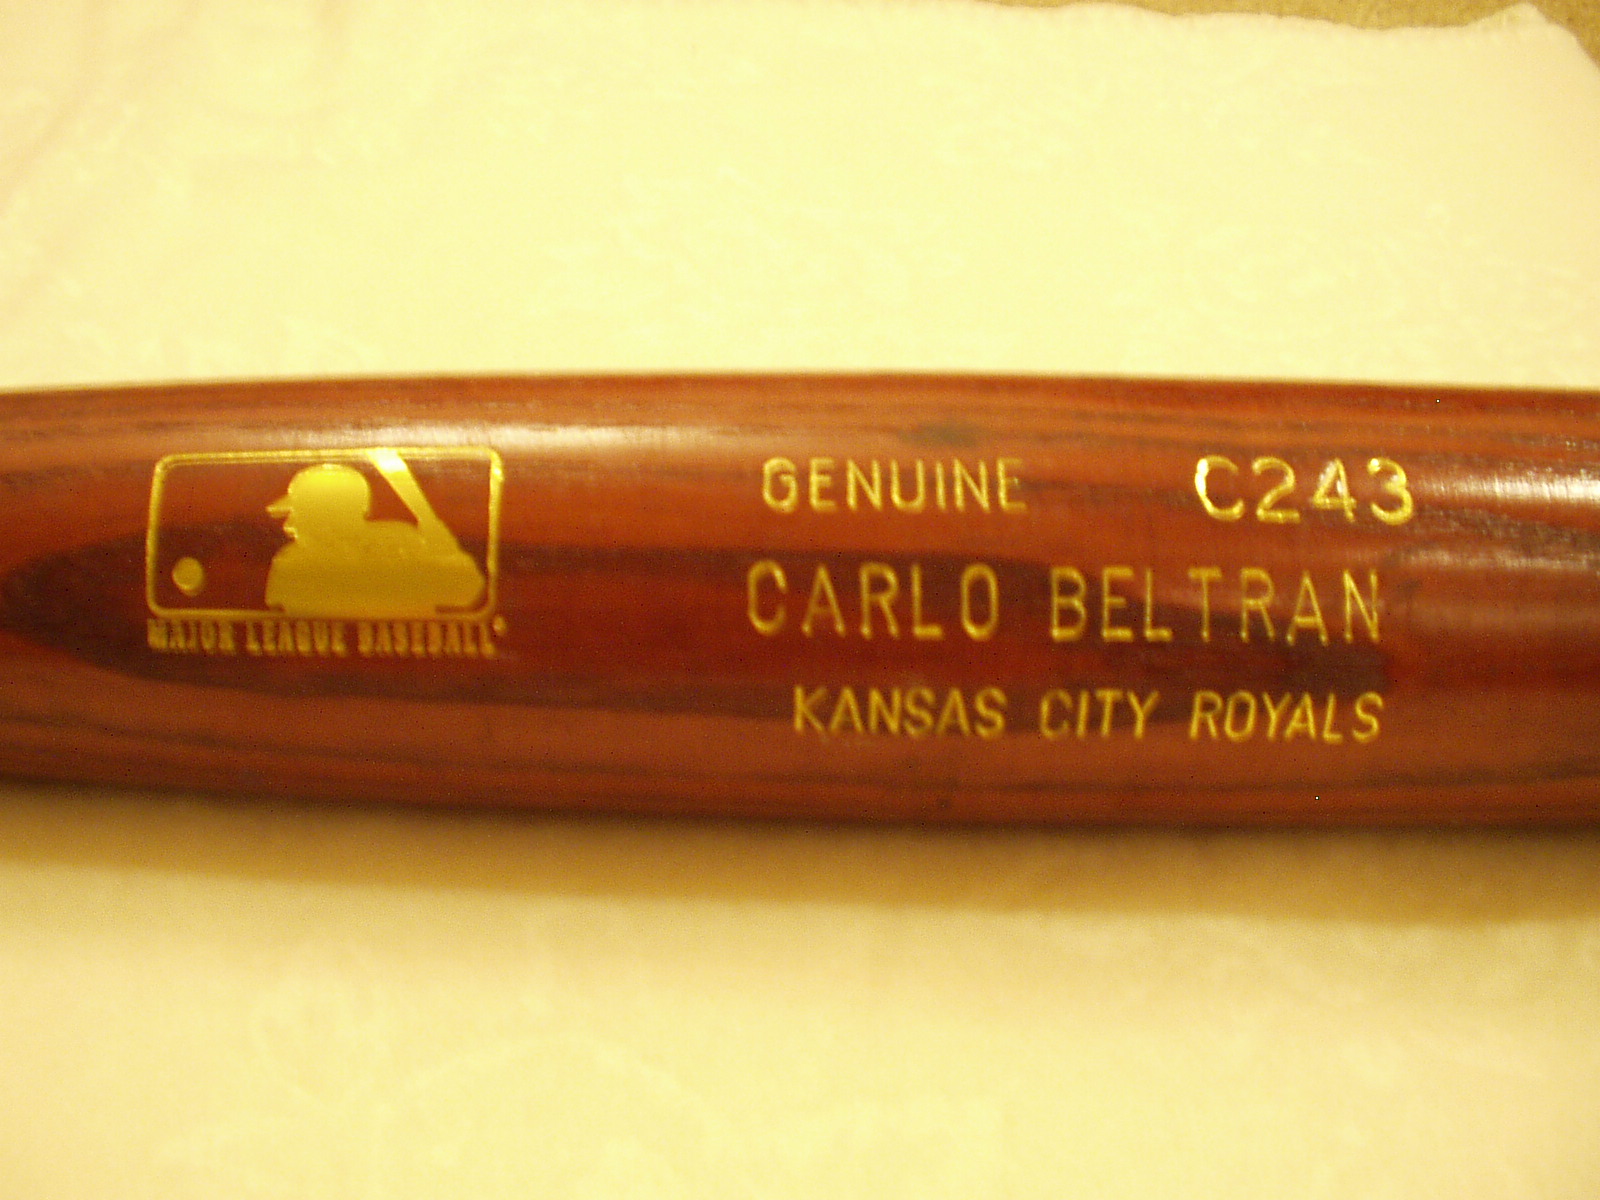 MAJOR LEAGUE BASEBALL
GENUINE C243
CARLO BELTRAN
KANSAS CITY ROYALS